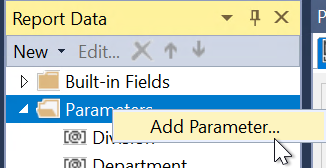 Report Data
New Edit...
Built-in Fields
Parameters
Add Parameter...
Division
Department